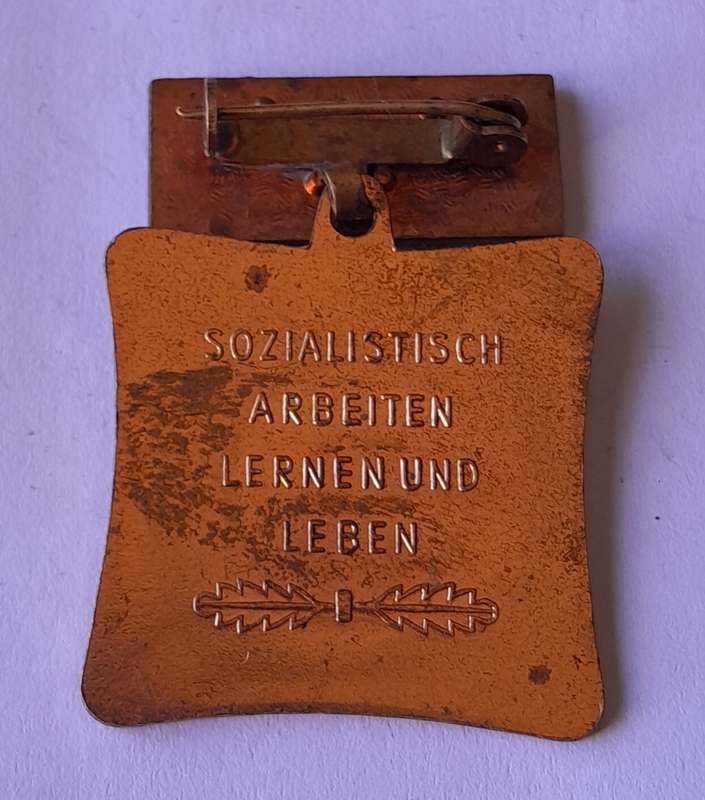 SOZIALISTISCH
ARBEITEN
LERNEN UND
LEBEN